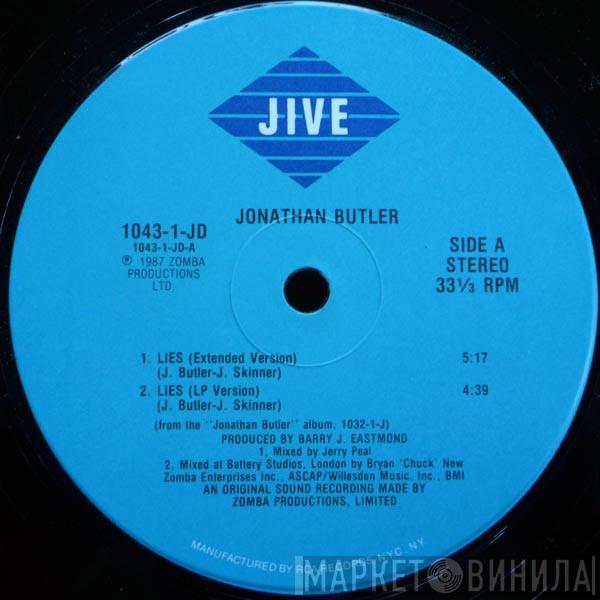 JIVE
JONATHAN BUTLER
1043-1-JD
1043-1-JD-A
℗ 1987 ZOMBA
PRODUCTIONS
LTD.
SIDE A
STEREO
33⅓ RPM
1. LIES (Extended Version) 5:17
(J. Butler-J. Skinner)
2. LIES (LP Version) 4:39
(J. Butler-J. Skinner)
(from the "Jonathan Butler" album, 1032-1-J)
PRODUCED BY BARRY J. EASTMOND
1, Mixed by Jerry Peal
2, Mixed at Battery Studios, London by Bryan 'Chuck' New
Zomba Enterprises Inc., ASCAP/Willesden Music, Inc., BMI
AN ORIGINAL SOUND RECORDING MADE BY
ZOMBA PRODUCTIONS, LIMITED
MANUFACTURED BY RCA RECORDS, NYC, NY
МАРКЕТ ВИНИЛА